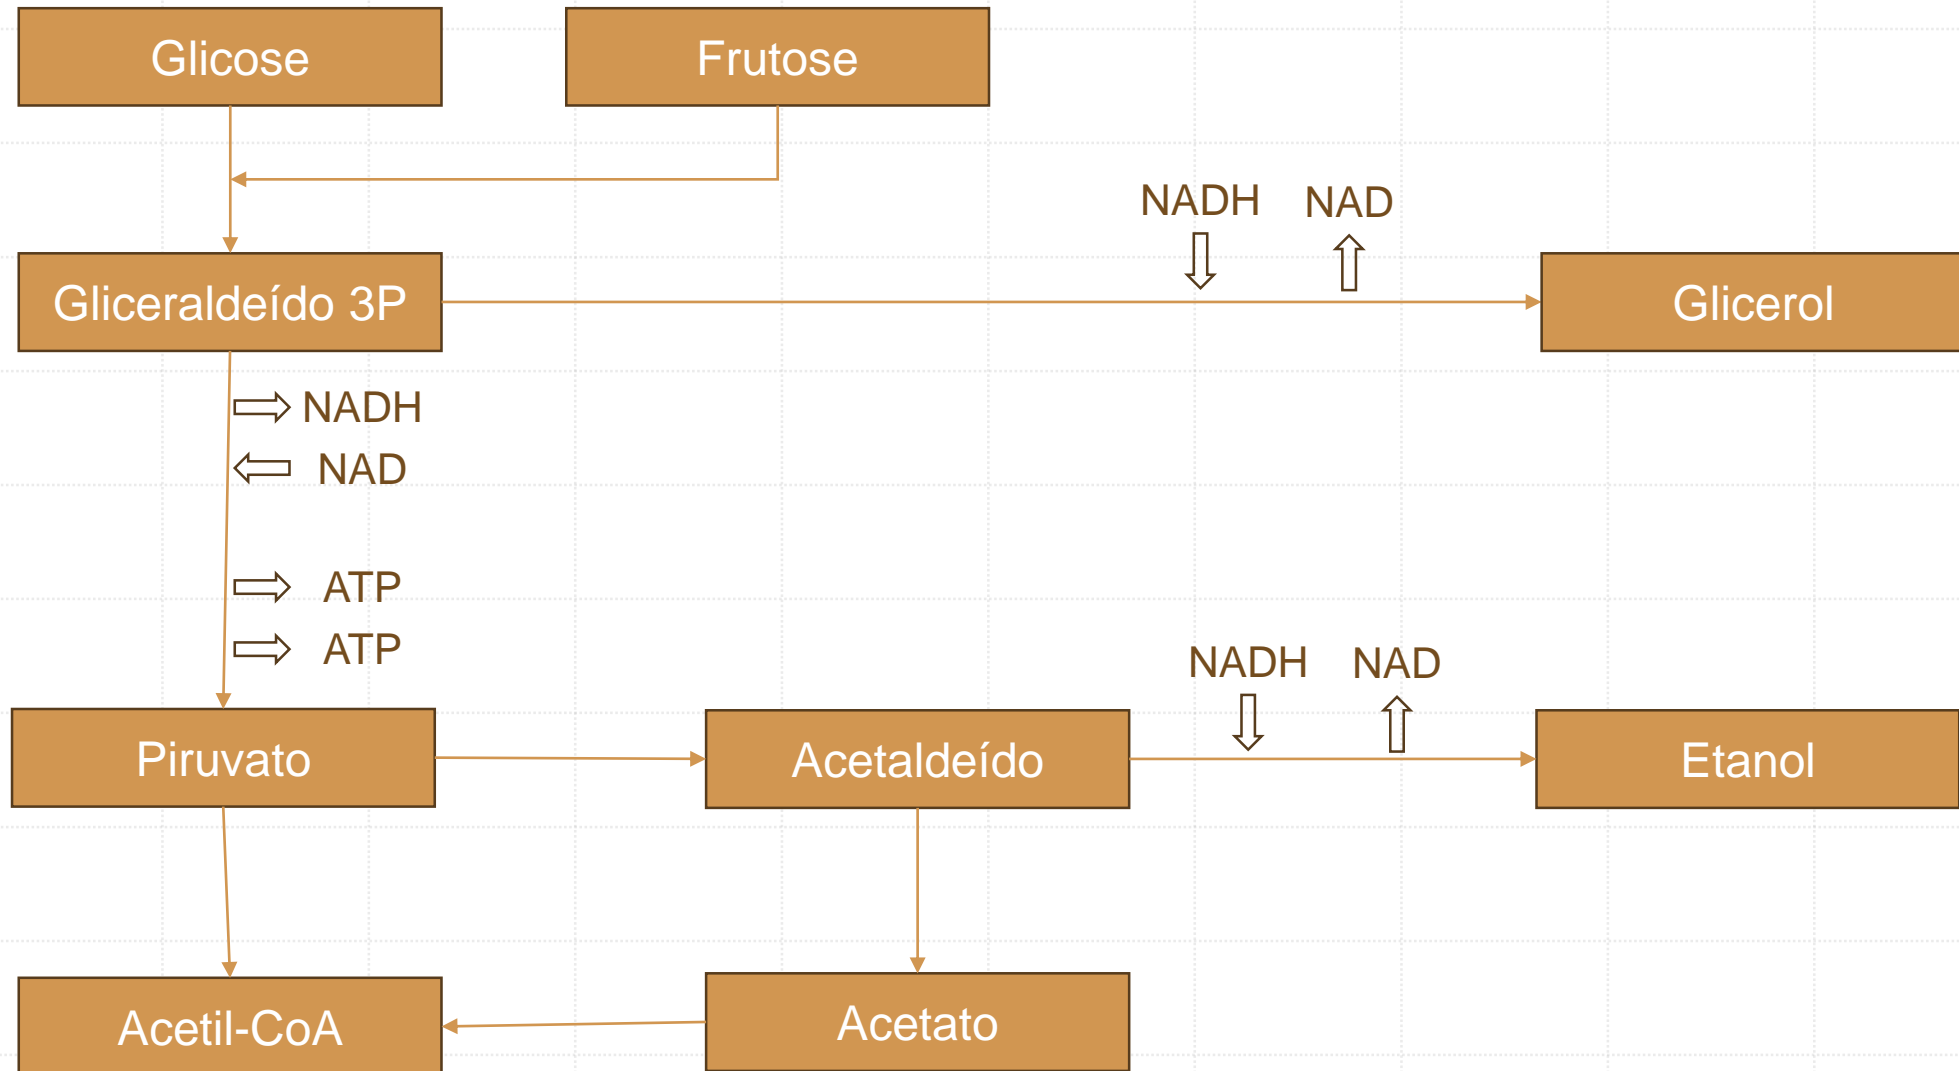 Glicose
Frutose
NADH
NAD
Gliceraldeído 3P
Glicerol
NADH
NAD
ATP
ATP
NADH
NAD
Piruvato
Acetaldeído
Etanol
Acetil-CoA
Acetato